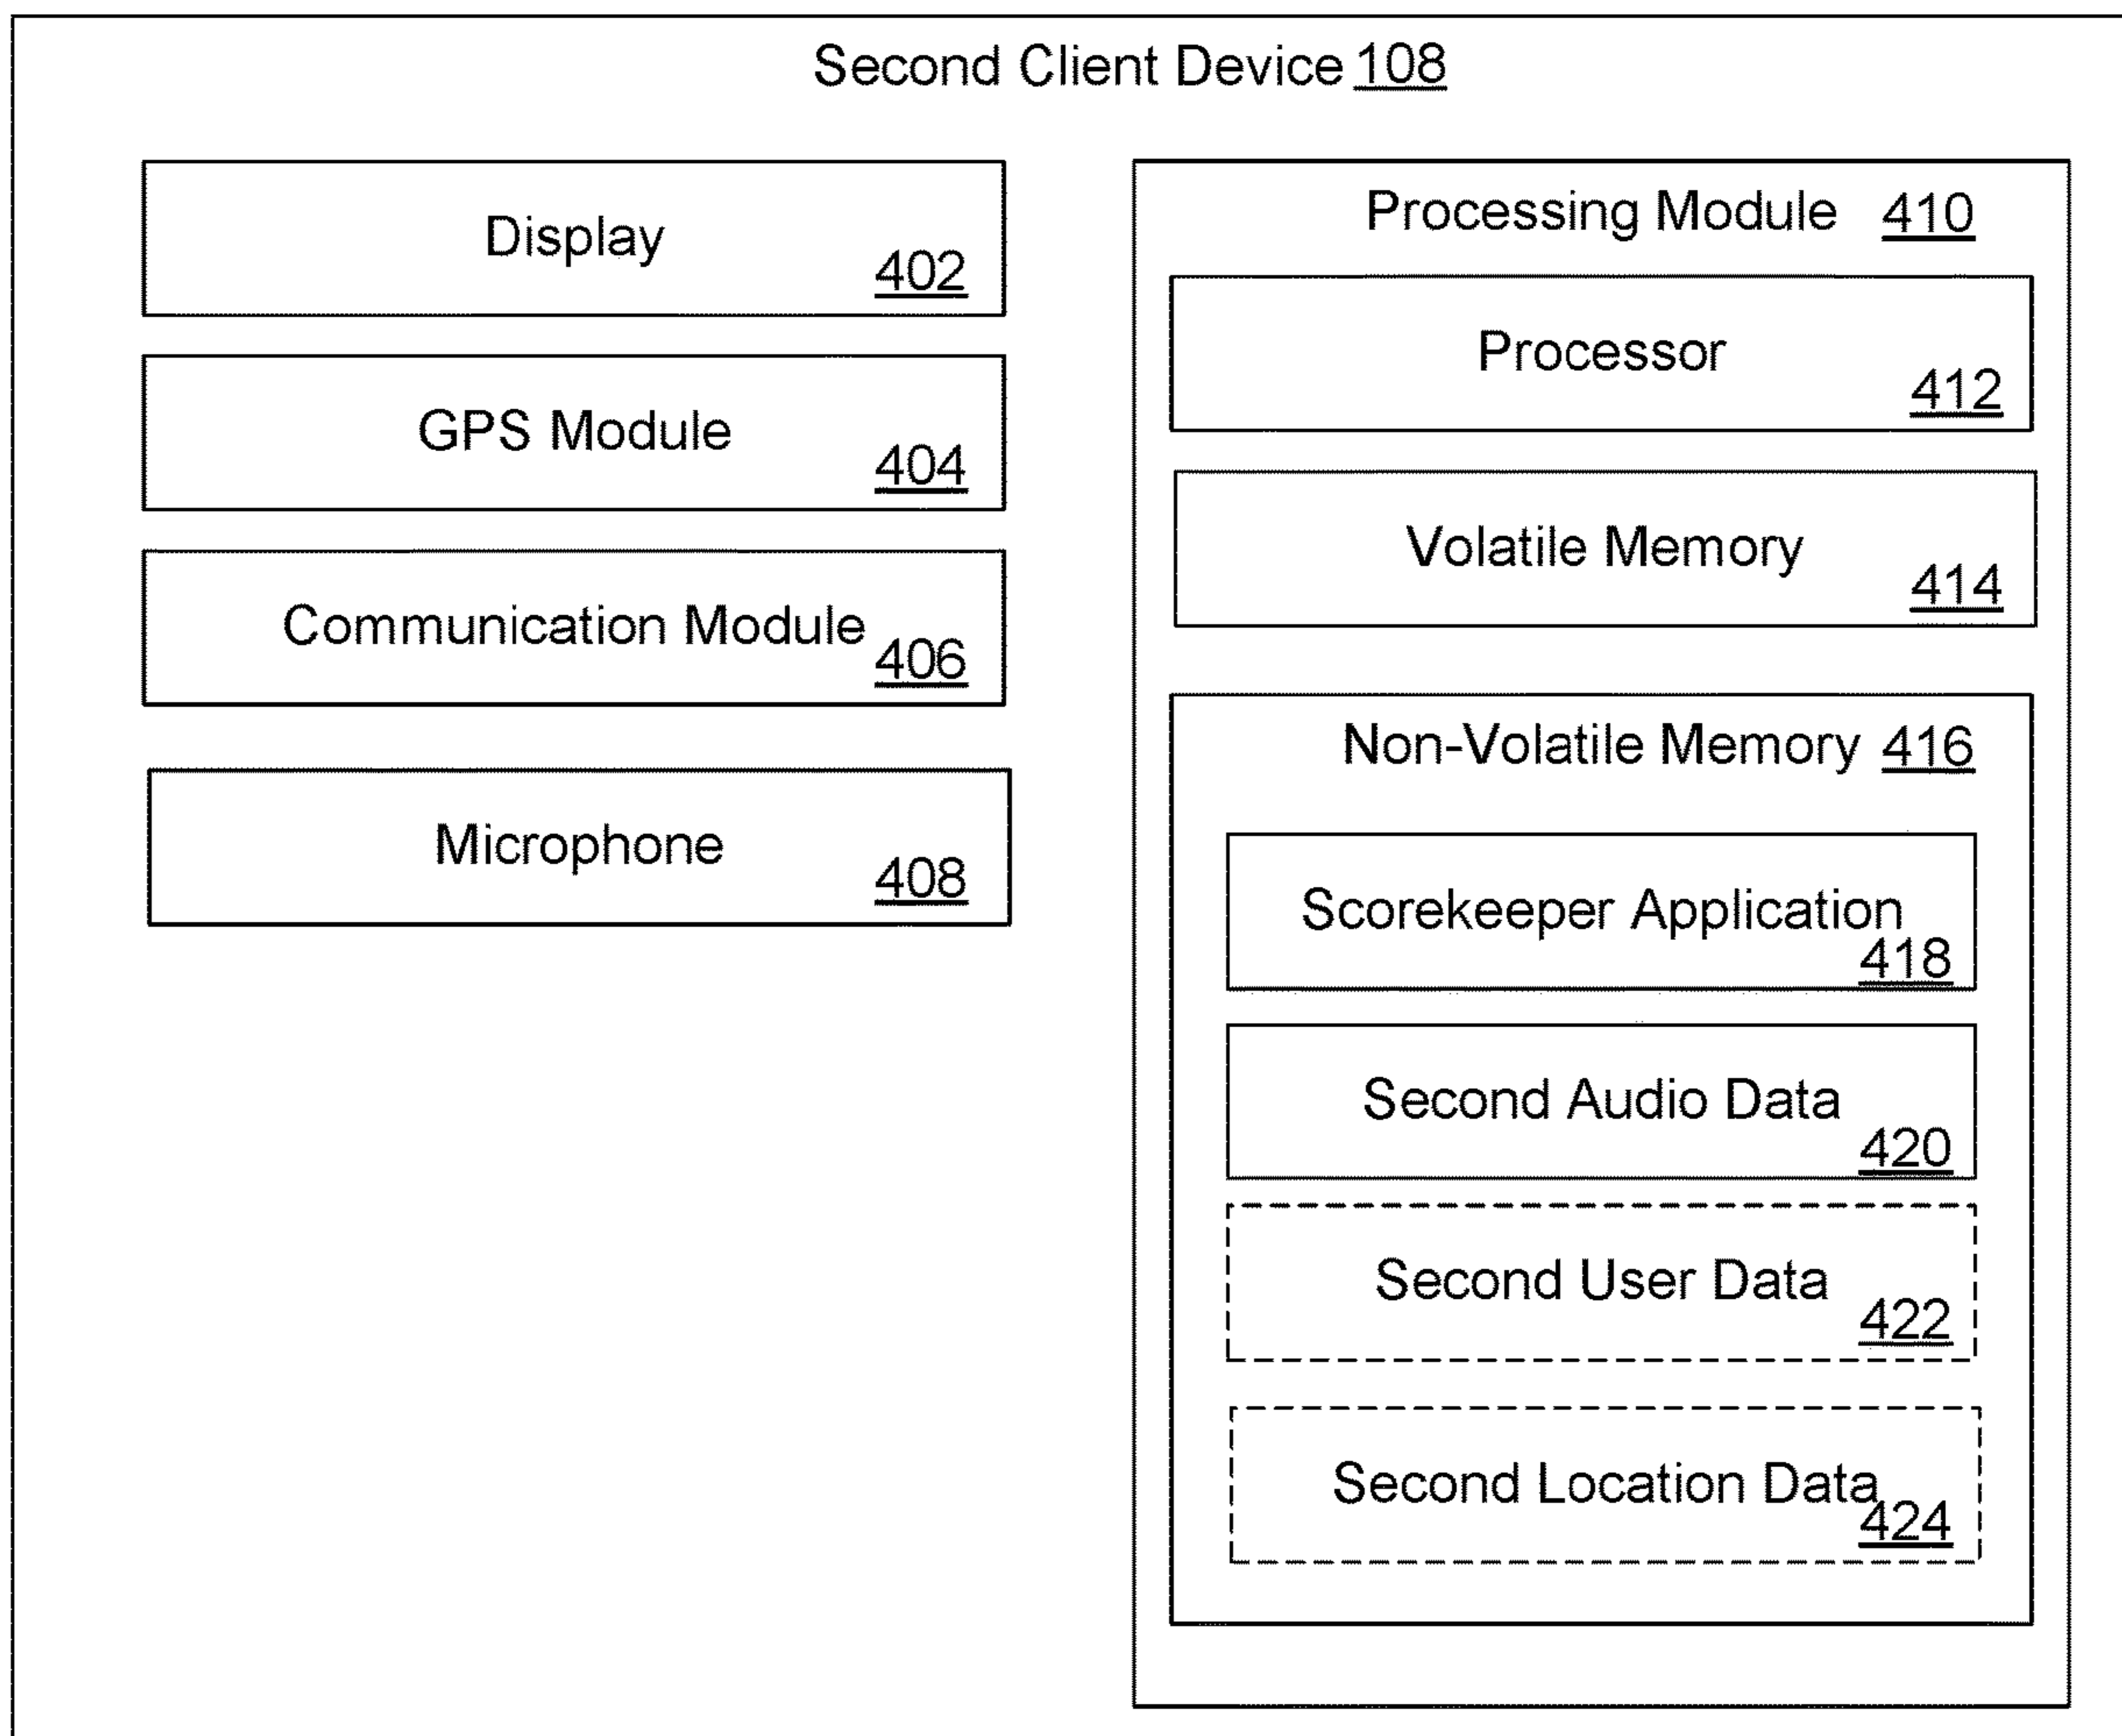 Second Client Device 108
Display
402
GPS Module
404
Communication Module
406
Microphone
408
Processing Module 410
Processor
412
Volatile Memory
414
Non-Volatile Memory 416
Scorekeeper Application
418
Second Audio Data
420
Second User Data
422
Second Location Data
424